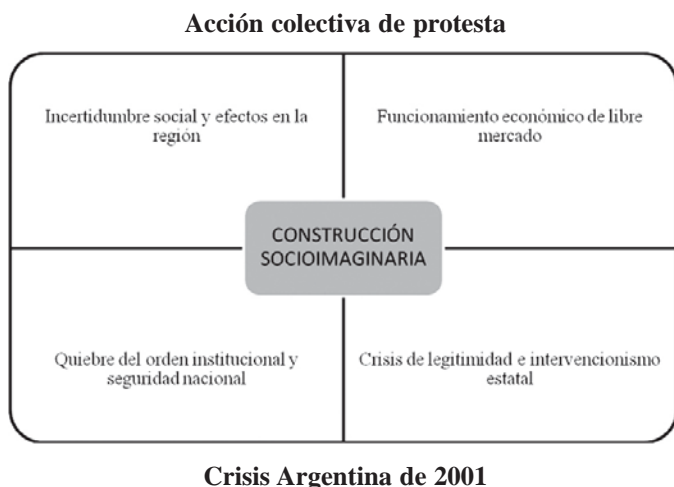 Acción colectiva de protesta
Incertidumbre social y efectos en la
región
Funcionamiento económico de libre
mercado
CONSTRUCCIÓN
SOCIOIMAGINARIA
Quiebre del orden institucional y
seguridad nacional
Crisis de legitimidad e intervencionismo
estatal
Crisis Argentina de 2001